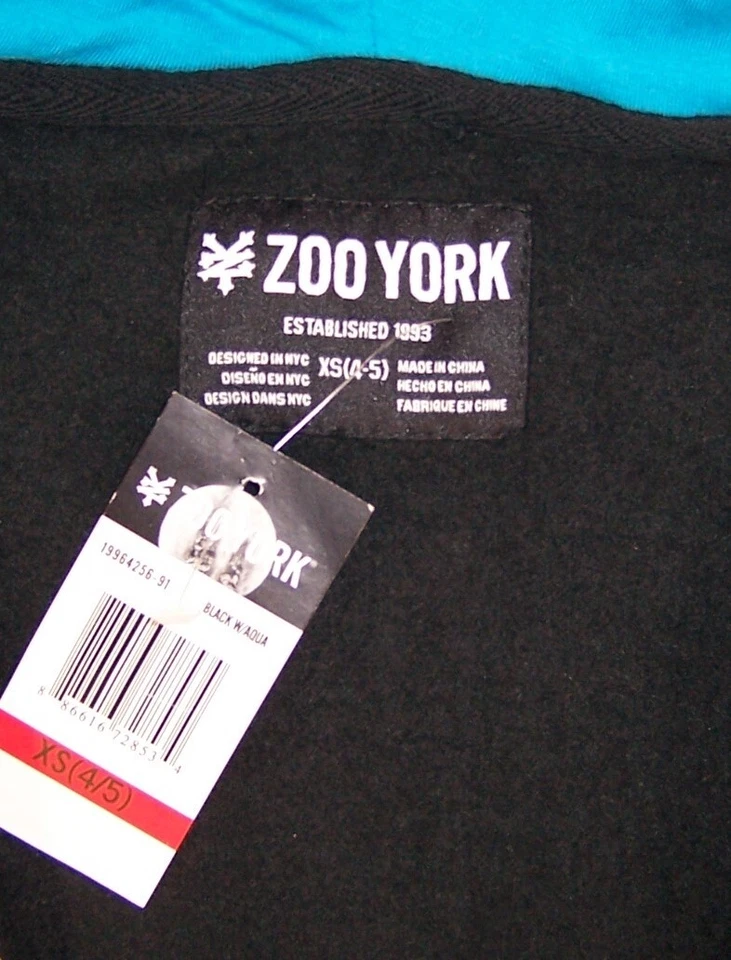 ZOO YORK
ESTABLISHED 1993
DESIGNED IN NYC
DISEÑO EN NYC
DESIGN DANS NYC
XS(4-5)
MADE IN CHINA
HECHO EN CHINA
FABRIQUE EN CHINE
19964256-91
BLACK W/AQUA
8 86616 72853 4
XS(4/5)